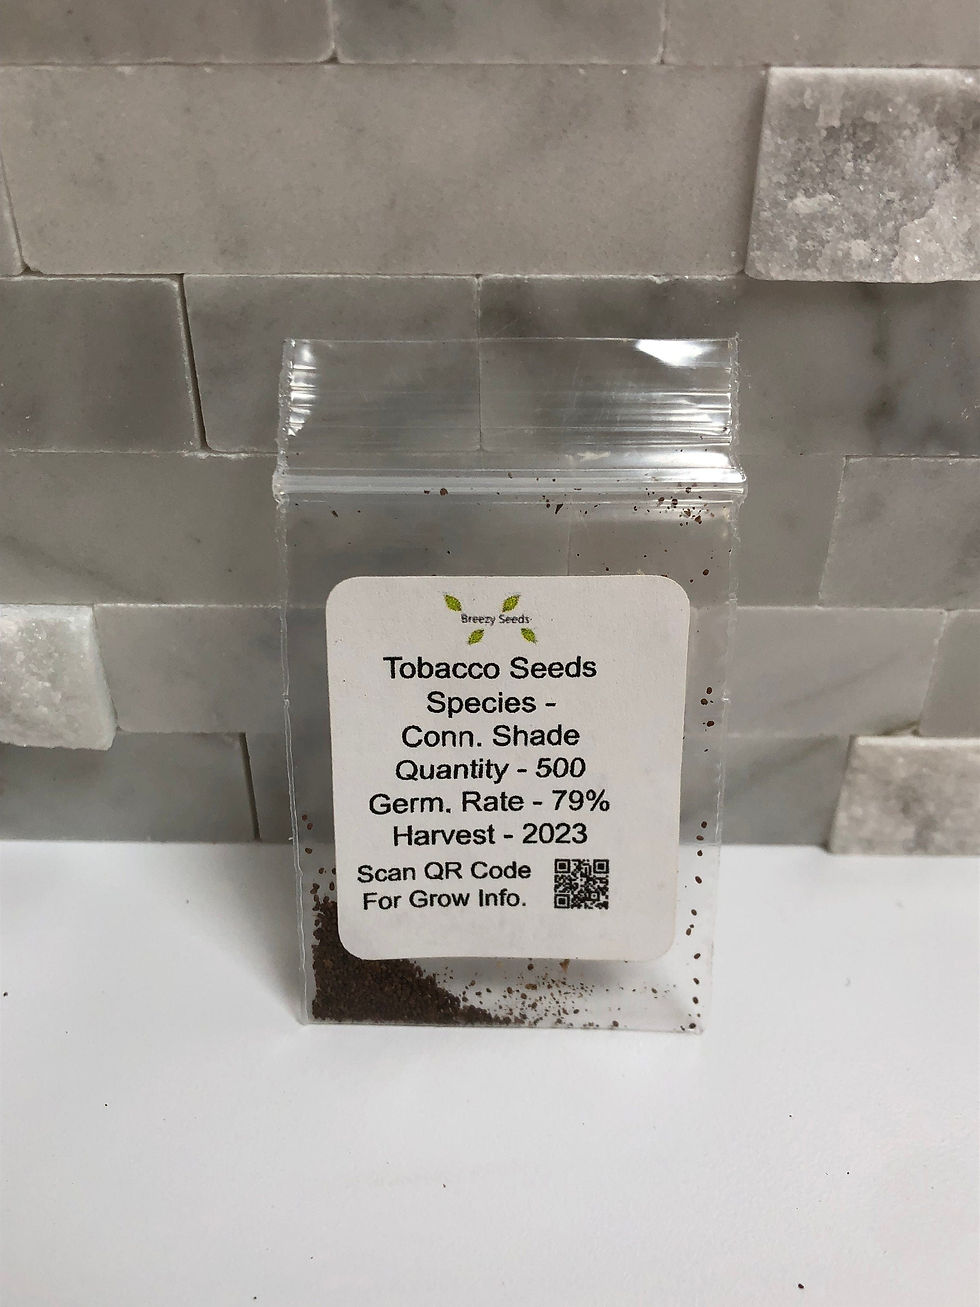 Breezy Seeds
Tobacco Seeds
Species -
Conn. Shade
Quantity - 500
Germ. Rate - 79%
Harvest - 2023
Scan QR Code
For Grow Info.